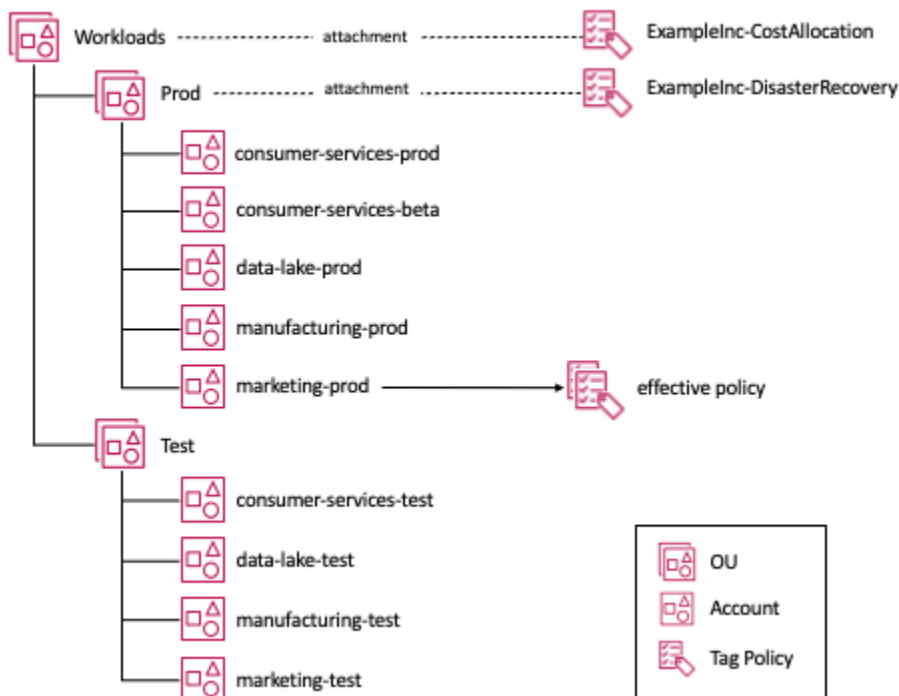 Workloads attachment ExampleInc-CostAllocation
Prod attachment ExampleInc-DisasterRecovery
consumer-services-prod
consumer-services-beta
data-lake-prod
manufacturing-prod
marketing-prod effective policy
Test
consumer-services-test
data-lake-test
manufacturing-test
marketing-test
OU
Account
Tag Policy